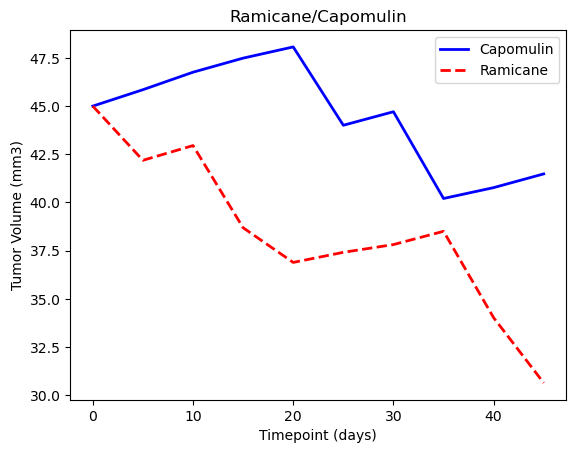 Ramicane/Capomulin
Capomulin
Ramicane
Tumor Volume (mm3)
47.5
45.0
42.5
40.0
37.5
35.0
32.5
30.0
0 10 20 30 40
Timepoint (days)